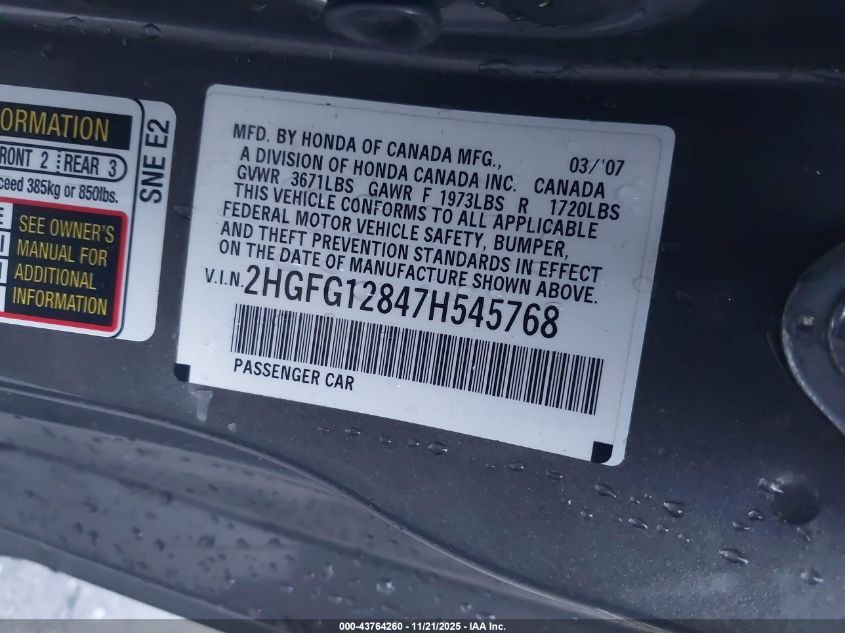 ORMATION
FRONT 2 REAR 3
ceed 385kg or 850lbs.
SEE OWNER'S
MANUAL FOR
ADDITIONAL
INFORMATION
SNE E2
MFD. BY HONDA OF CANADA MFG., 03/'07
A DIVISION OF HONDA CANADA INC. CANADA
GVWR 3671LBS GAWR F 1973LBS R 1720LBS
THIS VEHICLE CONFORMS TO ALL APPLICABLE
FEDERAL MOTOR VEHICLE SAFETY, BUMPER,
AND THEFT PREVENTION STANDARDS IN EFFECT
ON THE DATE OF MANUFACTURE SHOWN ABOVE.
V.I.N. 2HGFG12847H545768
PASSENGER CAR
000-43764260 - 11/21/2025 - IAA Inc.